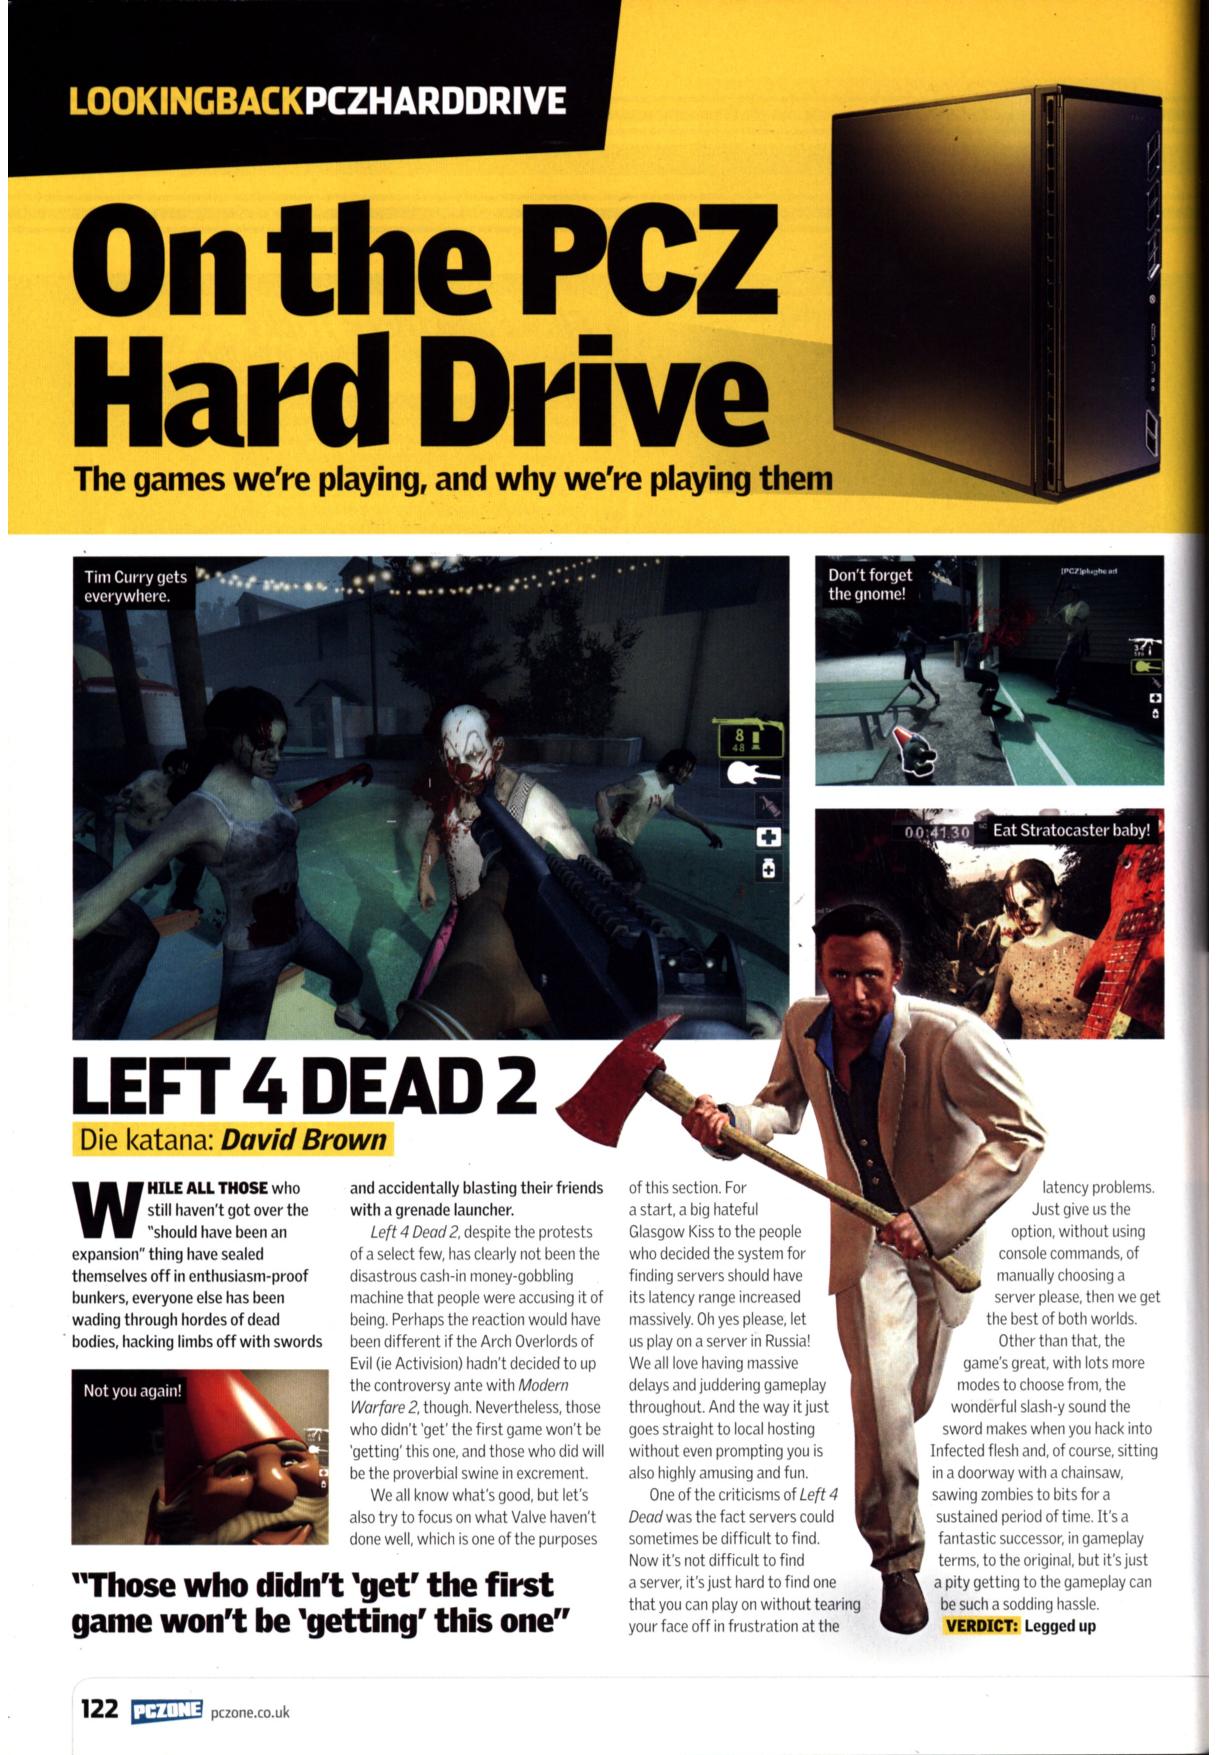 LOOKINGBACKPCZHARDDRIVE
On the PCZ
Hard Drive
The games we're playing, and why we're playing them
Tim Curry gets
everywhere.
8
48
Don't forget
the gnome!
[PCZ]plughead
00:41.30
Eat Stratocaster baby!
LEFT 4 DEAD 2
Die katana: David Brown
WHILE ALL THOSE who
still haven't got over the
"should have been an
expansion" thing have sealed
themselves off in enthusiasm-proof
bunkers, everyone else has been
wading through hordes of dead
bodies, hacking limbs off with swords
Not you again!
and accidentally blasting their friends
with a grenade launcher.
Left 4 Dead 2, despite the protests
of a select few, has clearly not been the
disastrous cash-in money-gobbling
machine that people were accusing it of
being. Perhaps the reaction would have
been different if the Arch Overlords of
Evil (ie Activision) hadn't decided to up
the controversy ante with Modern
Warfare 2, though. Nevertheless, those
who didn't 'get' the first game won't be
'getting' this one, and those who did will
be the proverbial swine in excrement.
We all know what's good, but let's
also try to focus on what Valve haven't
done well, which is one of the purposes
"Those who didn't 'get' the first
game won't be 'getting' this one"
of this section. For
a start, a big hateful
Glasgow Kiss to the people
who decided the system for
finding servers should have
its latency range increased
massively. Oh yes please, let
us play on a server in Russia!
We all love having massive
delays and juddering gameplay
throughout. And the way it just
goes straight to local hosting
without even prompting you is
also highly amusing and fun.
One of the criticisms of Left 4
Dead was the fact servers could
sometimes be difficult to find.
Now it's not difficult to find
a server, it's just hard to find one
that you can play on without tearing
your face off in frustration at the
latency problems.
Just give us the
option, without using
console commands, of
manually choosing a
server please, then we get
the best of both worlds.
Other than that, the
game's great, with lots more
modes to choose from, the
wonderful slash-y sound the
sword makes when you hack into
Infected flesh and, of course, sitting
in a doorway with a chainsaw,
sawing zombies to bits for a
sustained period of time. It's a
fantastic successor, in gameplay
terms, to the original, but it's just
a pity getting to the gameplay can
be such a sodding hassle.
VERDICT: Legged up
122 PCZONE pczone.co.uk